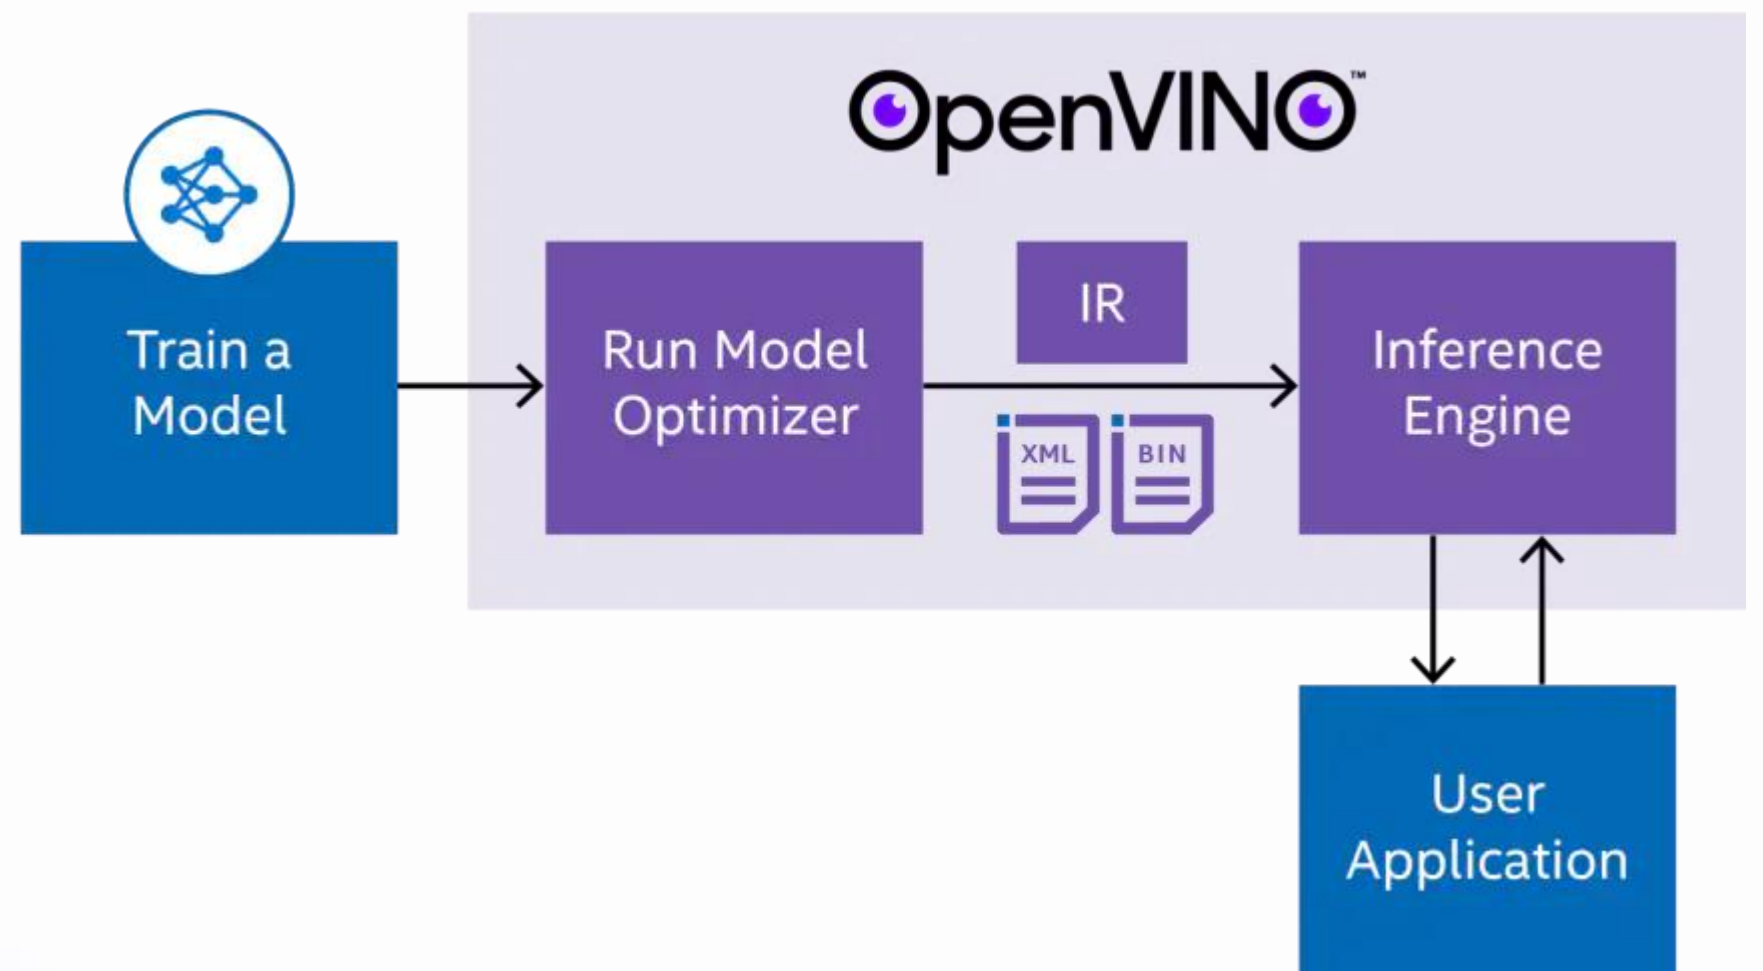 OpenVINO™
Train a
Model
Run Model
Optimizer
IR
XML
BIN
Inference
Engine
User
Application